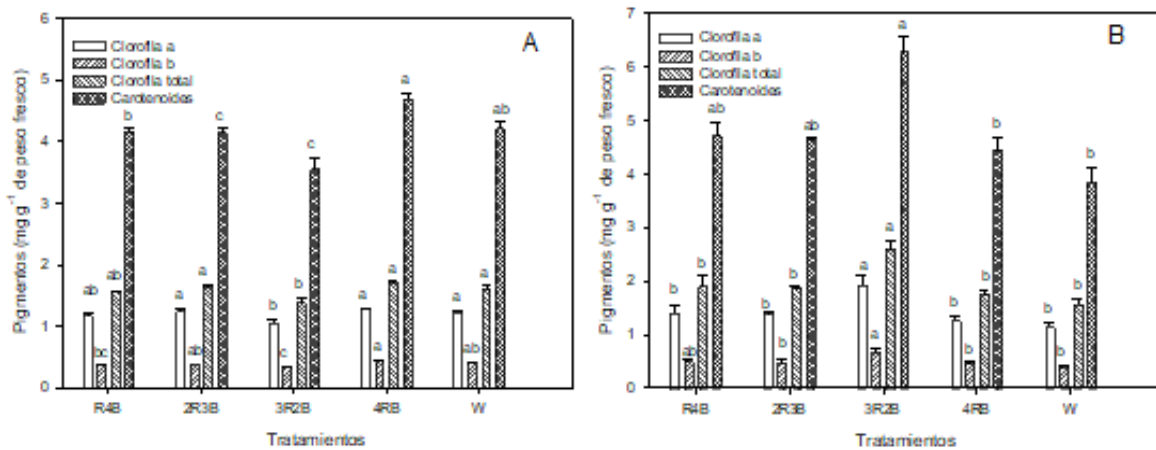 A
Clorofila a
Clorofila b
Clorofila total
Carotenoides
Pigmentos (mg g⁻¹ de peso fresco)
6
5
4
3
2
1
0
ab
bc
ab
b
a
ab
a
c
b
c
b
c
a
a
a
a
a
ab
a
ab
R4B
2R3B
3R2B
4RB
W
Tratamientos
B
Clorofila a
Clorofila b
Clorofila total
Carotenoides
Pigmentos (mg g⁻¹ de peso fresco)
7
6
5
4
3
2
1
0
b
ab
b
ab
b
b
b
ab
a
a
a
a
b
b
b
b
b
b
b
b
R4B
2R3B
3R2B
4RB
W
Tratamientos